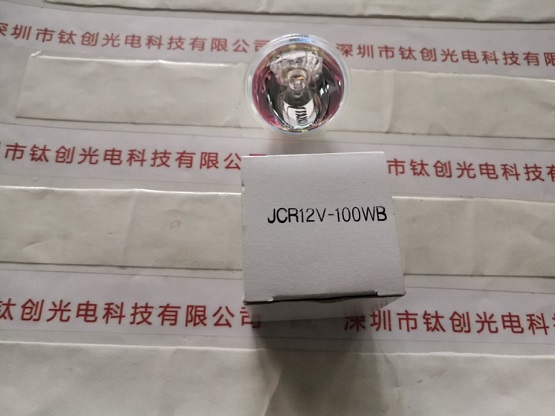 深圳市钛创光电科技有限公司
深圳市钛创光电科技有限公司
市钛创光电科技有限公
市钛创光电科技有限公司
JCR12V-100WB
钛创光电科技有限公司
深圳市钛创光电科